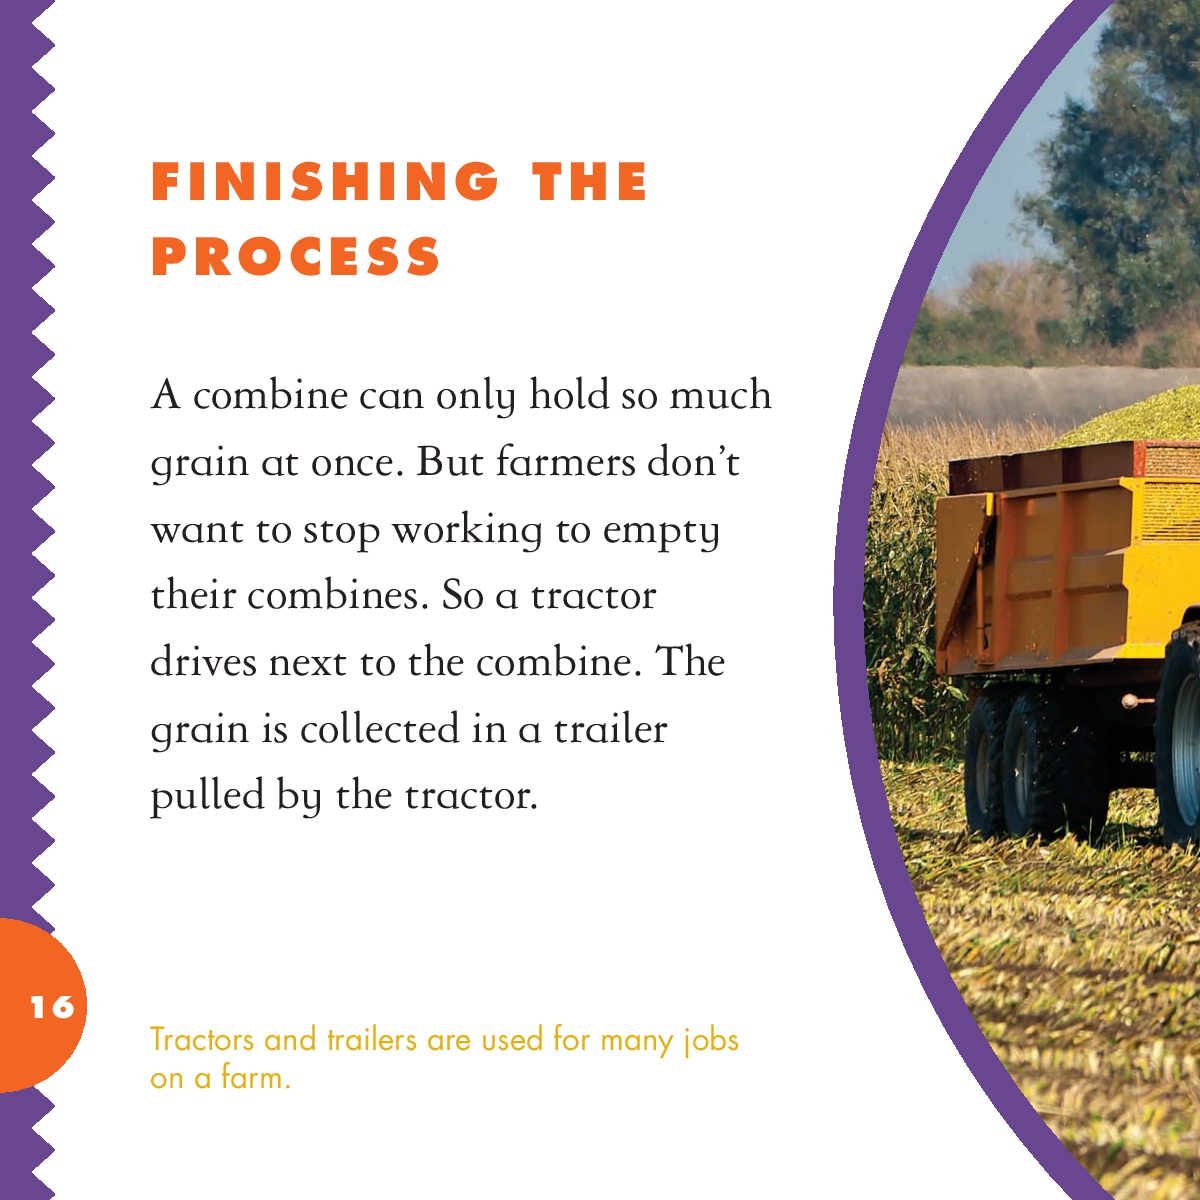 FINISHING THE
PROCESS
A combine can only hold so much
grain at once. But farmers don’t
want to stop working to empty
their combines. So a tractor
drives next to the combine. The
grain is collected in a trailer
pulled by the tractor.
16
Tractors and trailers are used for many jobs
on a farm.